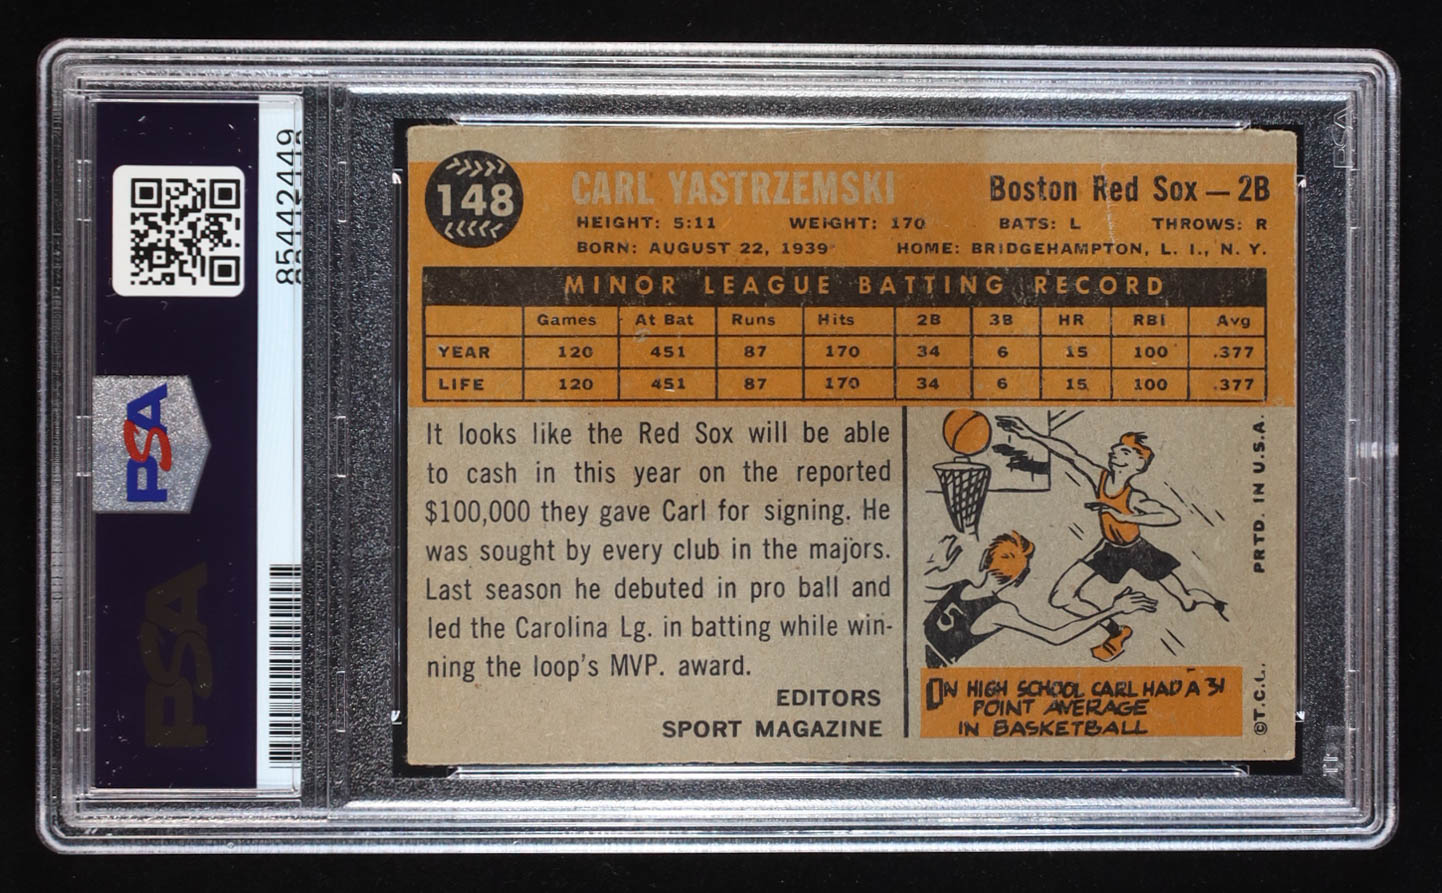 PSA
85442449
PSA
148
CARL YASTRZEMSKI
Boston Red Sox — 2B
HEIGHT: 5:11 WEIGHT: 170 BATS: L THROWS: R
BORN: AUGUST 22, 1939 HOME: BRIDGEHAMPTON, L. I., N. Y.
MINOR LEAGUE BATTING RECORD
Games At Bat Runs Hits 2B 3B HR RBI Avg
YEAR 120 451 87 170 34 6 15 100 .377
LIFE 120 451 87 170 34 6 15 100 .377
It looks like the Red Sox will be able
to cash in this year on the reported
$100,000 they gave Carl for signing. He
was sought by every club in the majors.
Last season he debuted in pro ball and
led the Carolina Lg. in batting while win-
ning the loop's MVP. award.
EDITORS
SPORT MAGAZINE
5
IN HIGH SCHOOL CARL HAD A 31
POINT AVERAGE
IN BASKETBALL
©T.C.G.
PRTD. IN U.S.A.
PSA